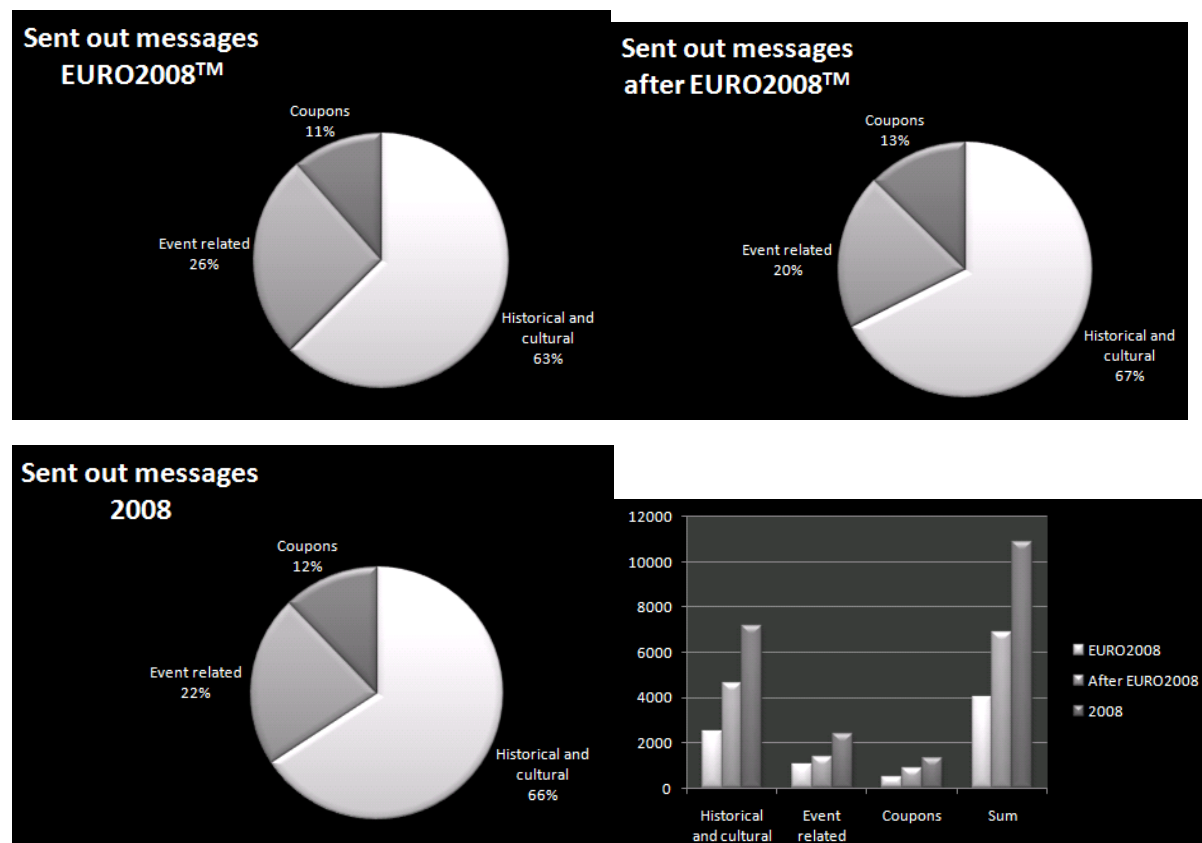 Sent out messages
EURO2008™
Coupons
11%
Event related
26%
Historical and
cultural
63%
Sent out messages
after EURO2008™
Coupons
13%
Event related
20%
Historical and
cultural
67%
Sent out messages
2008
Coupons
12%
Event related
22%
Historical and
cultural
66%
12000
10000
8000
6000
4000
2000
0
Historical
and cultural
Event
related
Coupons
Sum
EURO2008
After EURO2008
2008